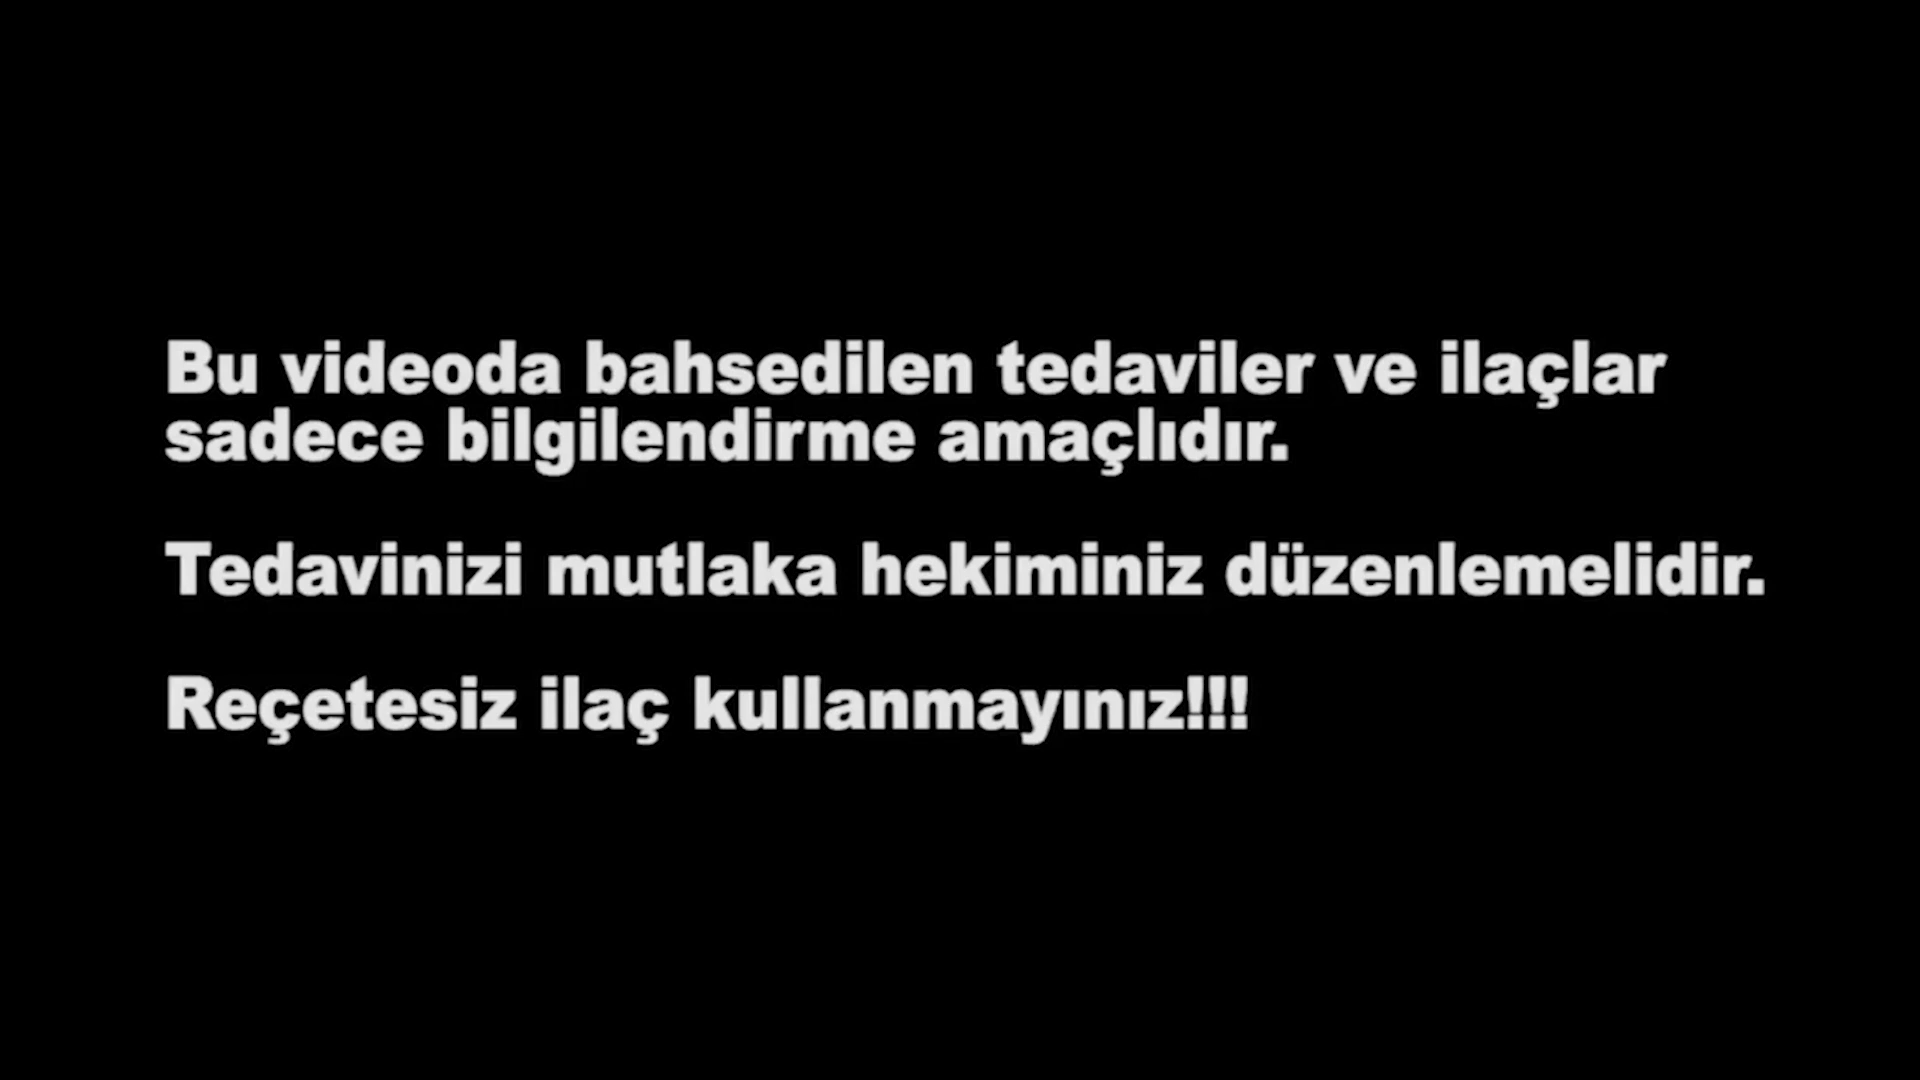 Bu videoda bahsedilen tedaviler ve ilaçlar
sadece bilgilendirme amaçlıdır.
Tedavinizi mutlaka hekiminiz düzenlemelidir.
Reçetesiz ilaç kullanmayınız!!!